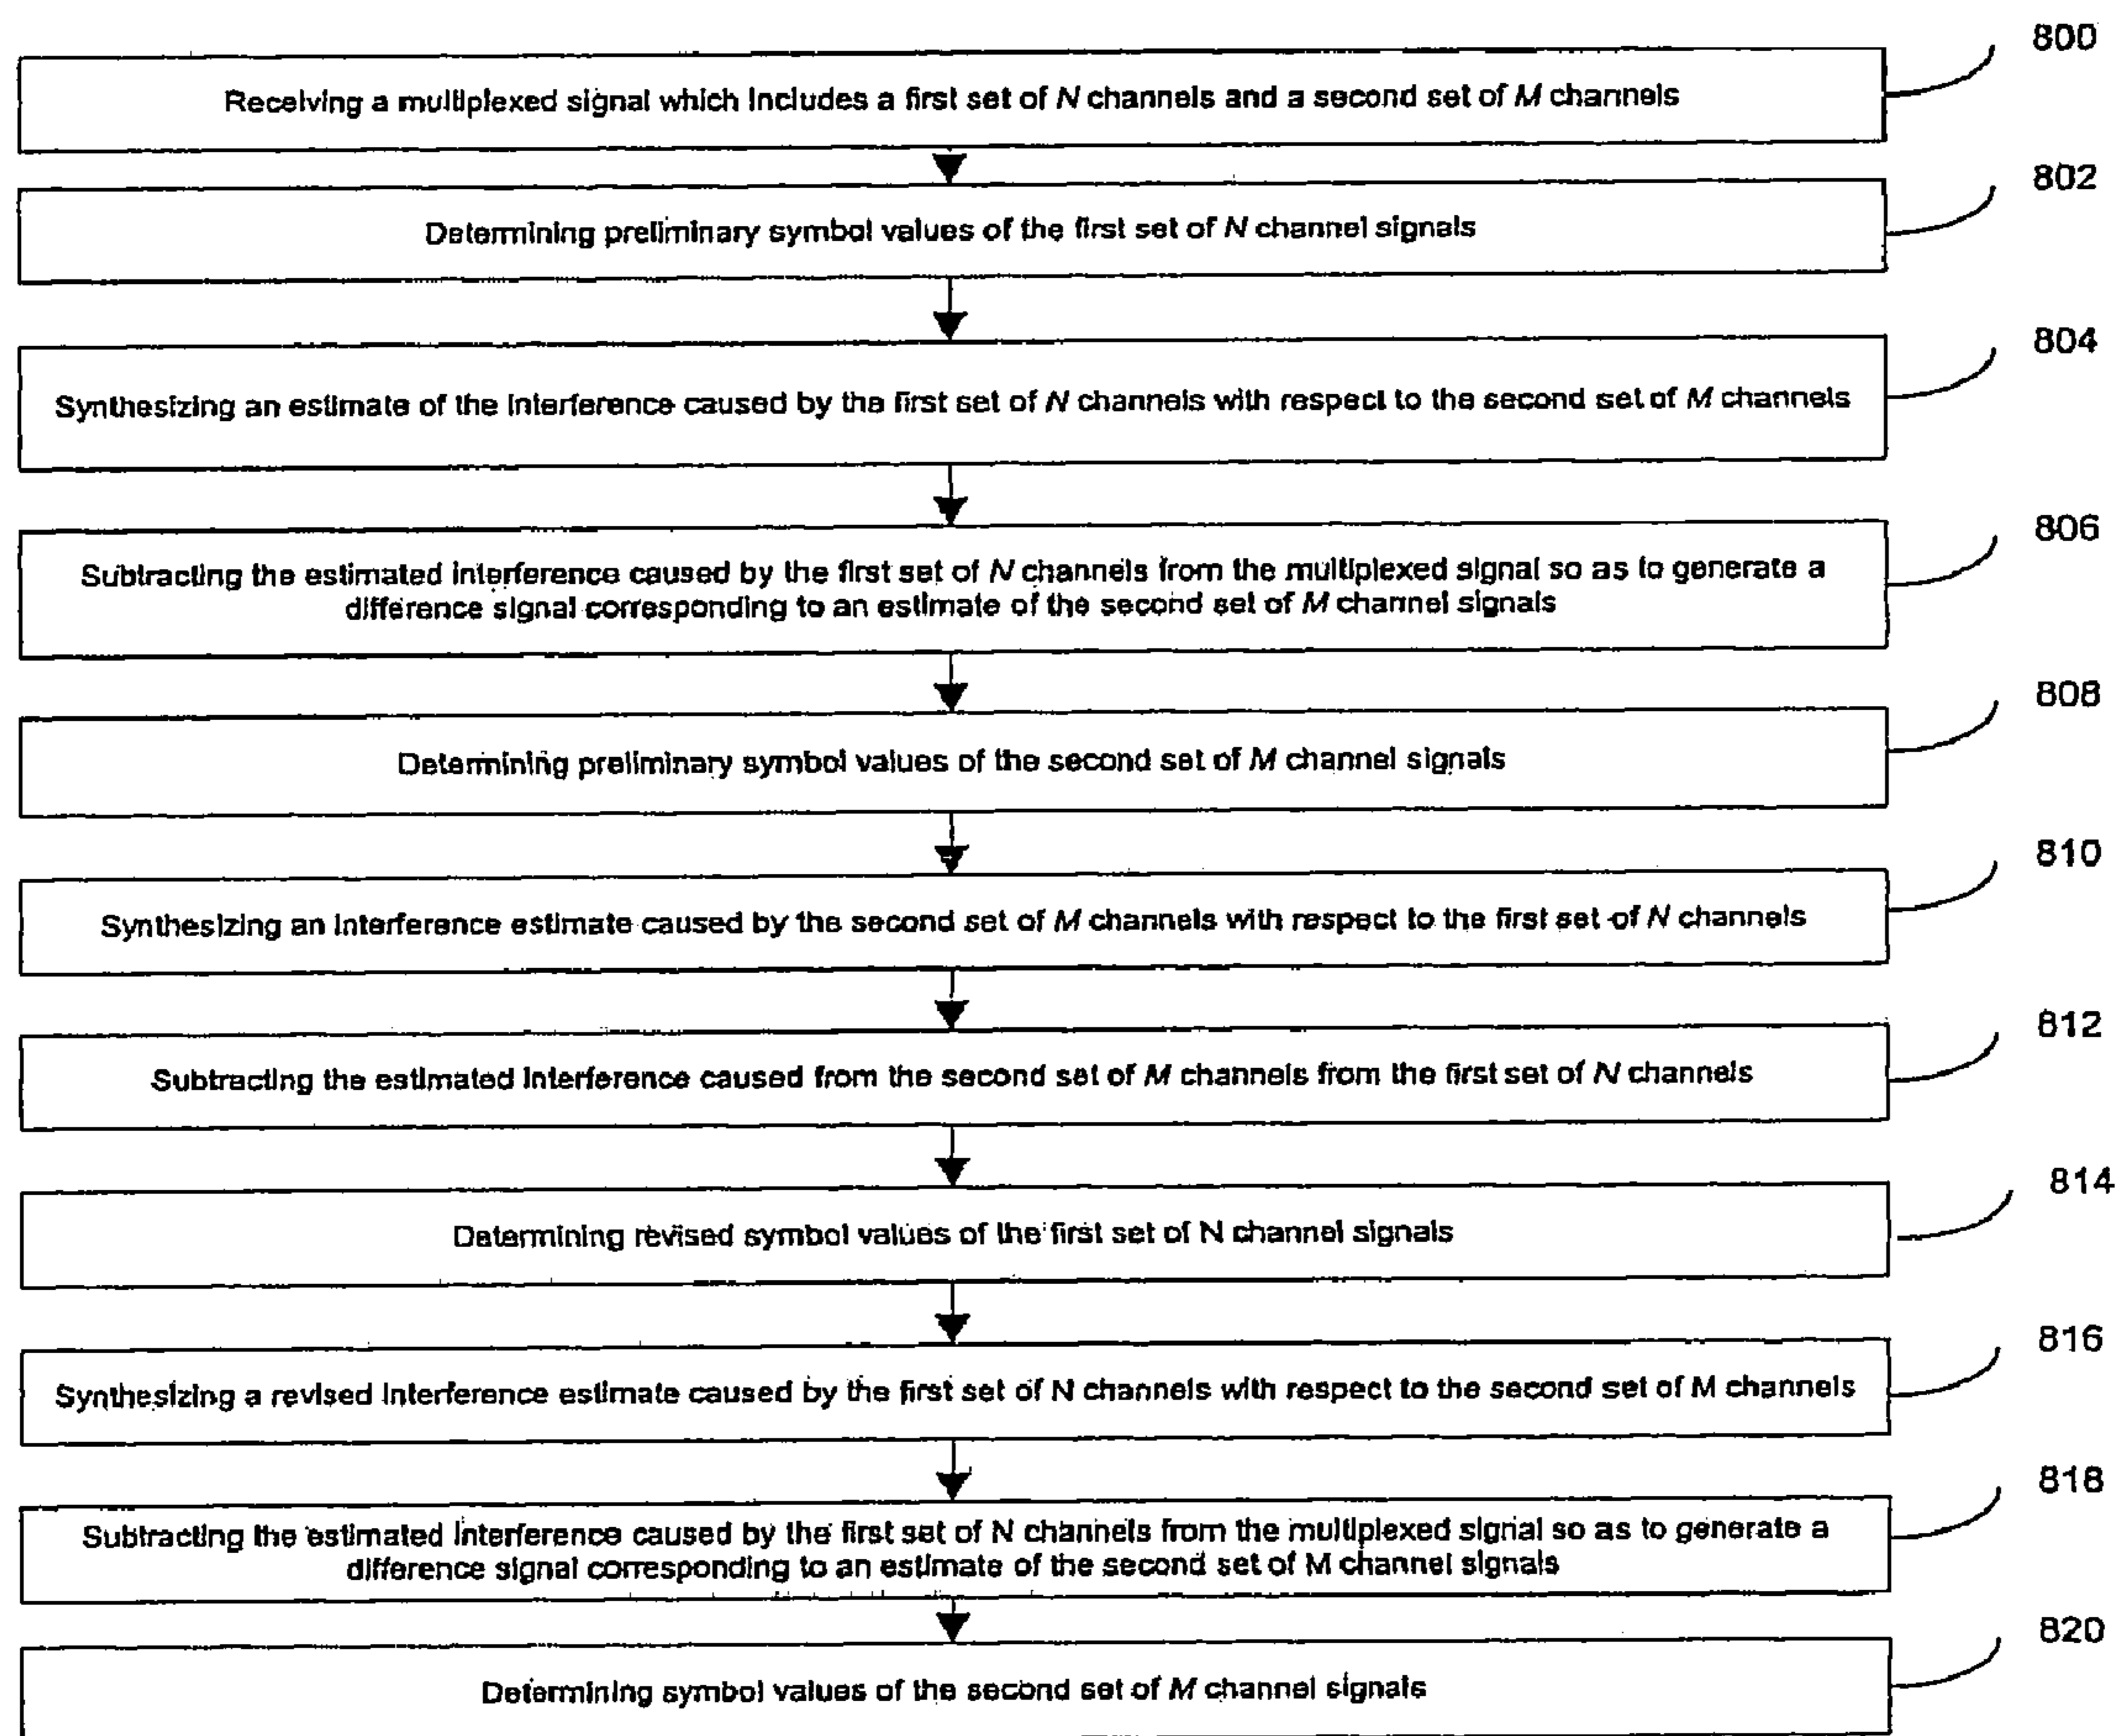 800
Receiving a multiplexed signal which includes a first set of N channels and a second set of M channels
802
Determining preliminary symbol values of the first set of N channel signals
804
Synthesizing an estimate of the interference caused by the first set of N channels with respect to the second set of M channels
806
Subtracting the estimated interference caused by the first set of N channels from the multiplexed signal so as to generate a
difference signal corresponding to an estimate of the second set of M channel signals
808
Determining preliminary symbol values of the second set of M channel signals
810
Synthesizing an interference estimate caused by the second set of M channels with respect to the first set of N channels
812
Subtracting the estimated interference caused from the second set of M channels from the first set of N channels
814
Determining revised symbol values of the first set of N channel signals
816
Synthesizing a revised interference estimate caused by the first set of N channels with respect to the second set of M channels
818
Subtracting the estimated interference caused by the first set of N channels from the multiplexed signal so as to generate a
difference signal corresponding to an estimate of the second set of M channel signals
820
Determining symbol values of the second set of M channel signals